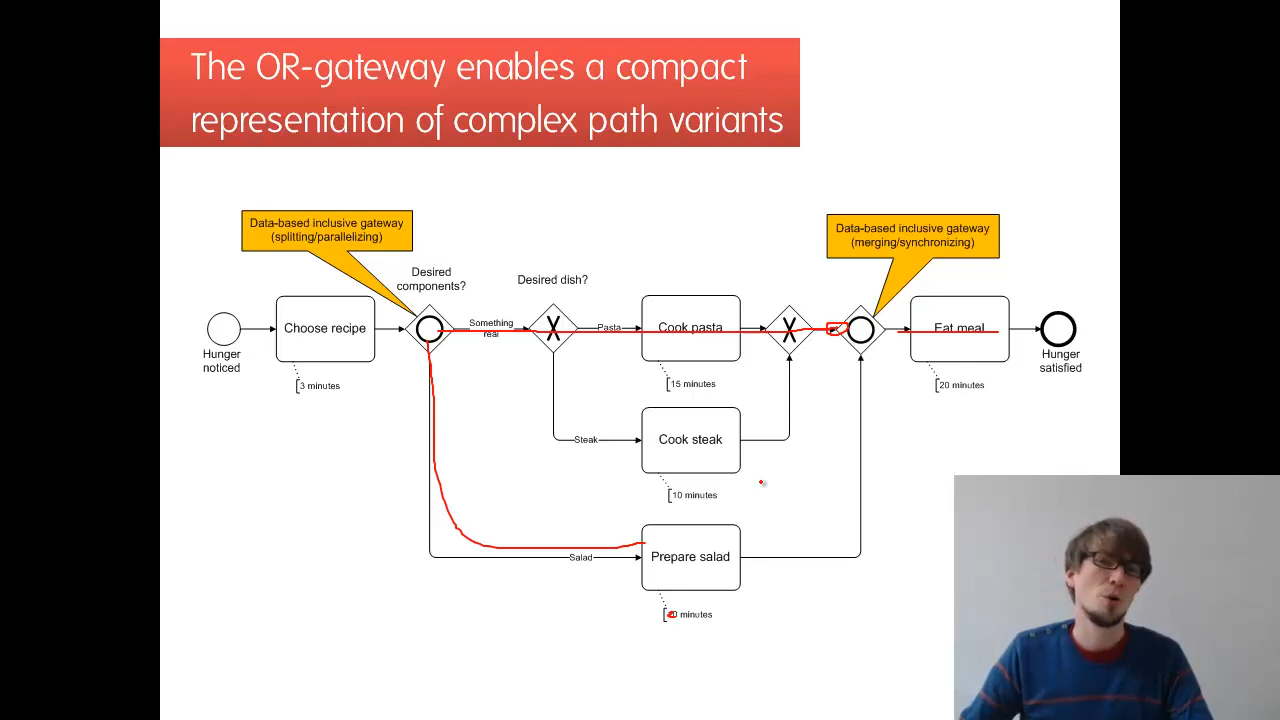 The OR-gateway enables a compact
representation of complex path variants
Data-based inclusive gateway
(splitting/parallelizing)
Data-based inclusive gateway
(merging/synchronizing)
Desired
components?
Desired dish?
Choose recipe
Something
real
Pasta
Cook pasta
Eat meal
Hunger
noticed
Hunger
satisfied
3 minutes
15 minutes
20 minutes
Steak
Cook steak
10 minutes
Salad
Prepare salad
minutes